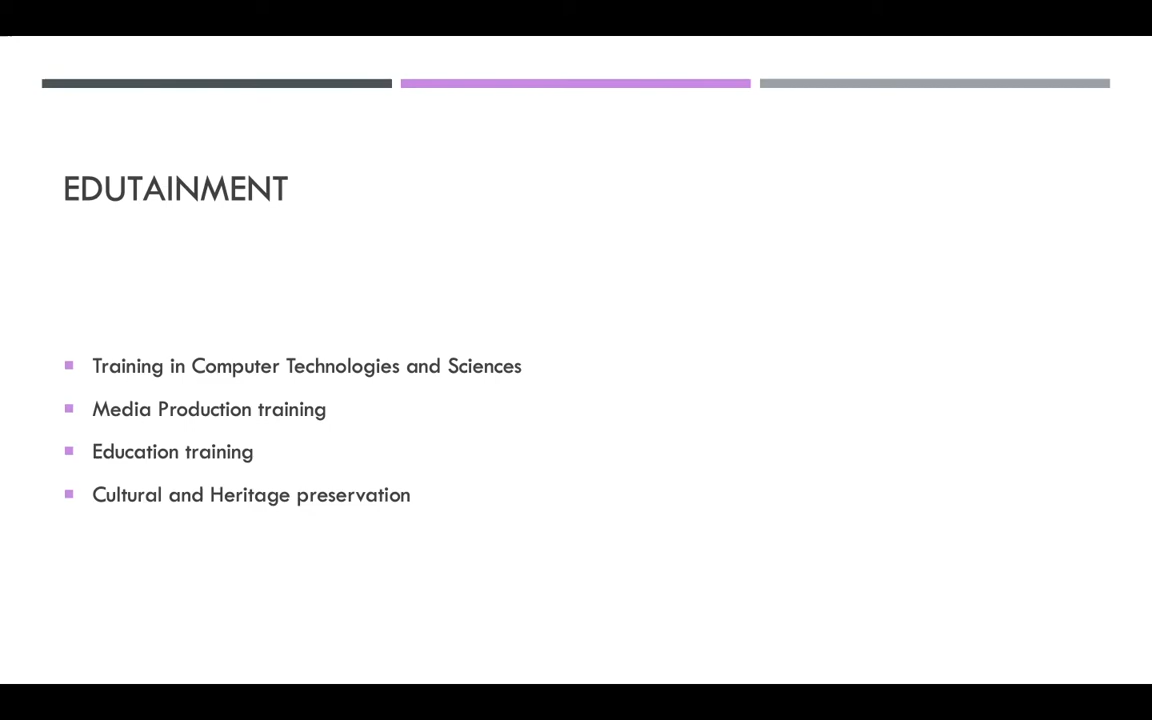 EDUTAINMENT
Training in Computer Technologies and Sciences
Media Production training
Education training
Cultural and Heritage preservation